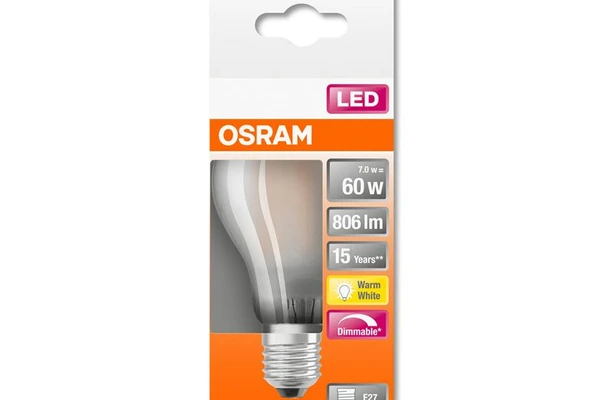 LED
OSRAM
7.0 w =
60 w
806 lm
15 Years**
Warm
White
Dimmable*
E27